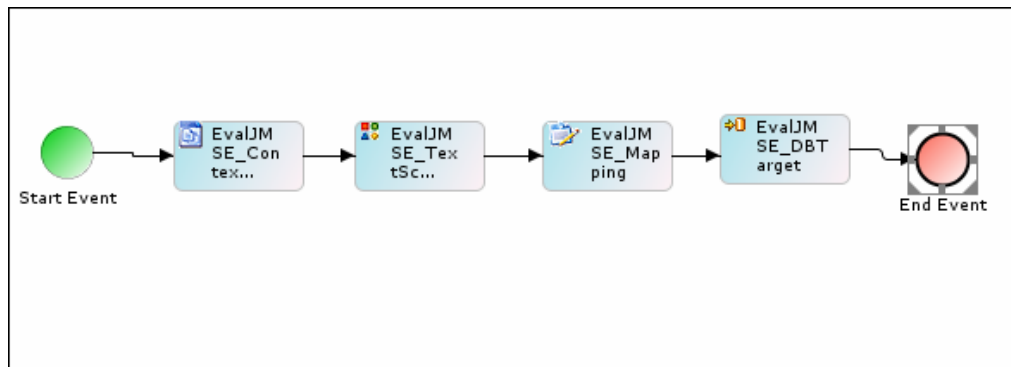 EvalJM
SE_Con
tex...
EvalJM
SE_Tex
tSc...
EvalJM
SE_Map
ping
EvalJM
SE_DBT
arget
Start Event
End Event